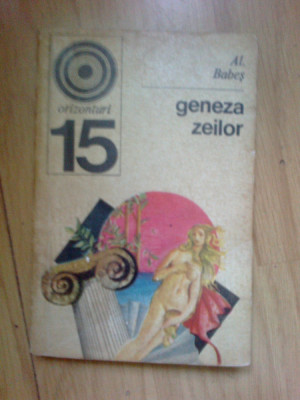 orizonturi
15
Al.
Babeș
geneza
zeilor